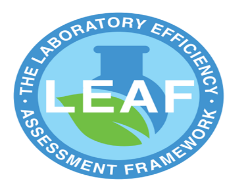 · THE LABORATORY EFFICIENCY ·
LEAF
ASSESSMENT FRAMEWORK